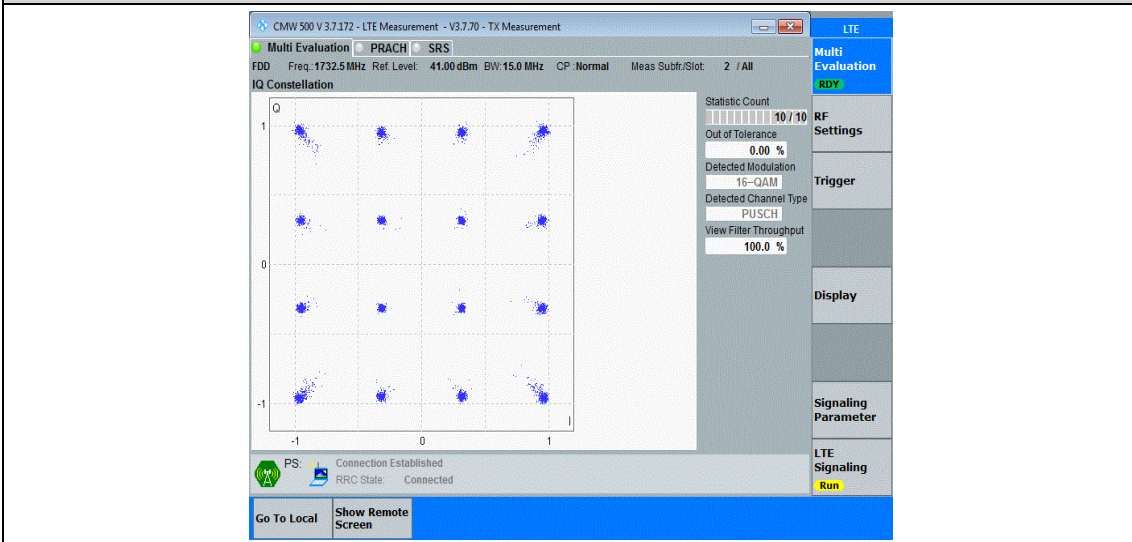 CMW 500 V 3.7.172 - LTE Measurement - V3.7.70 - TX Measurement
LTE
Multi Evaluation PRACH SRS
Multi
Evaluation
RDY
FDD Freq.: 1732.5 MHz Ref. Level: 41.00 dBm BW: 15.0 MHz CP : Normal Meas Subfr./Slot: 2 / All
IQ Constellation
Q
1
0
-1
-1 0 1
I
Statistic Count
10 / 10
Out of Tolerance
0.00 %
Detected Modulation
16-QAM
Detected Channel Type
PUSCH
View Filter Throughput
100.0 %
RF
Settings
Trigger
Display
Signaling
Parameter
LTE
Signaling
Run
PS: Connection Established
RRC State: Connected
Go To Local
Show Remote
Screen